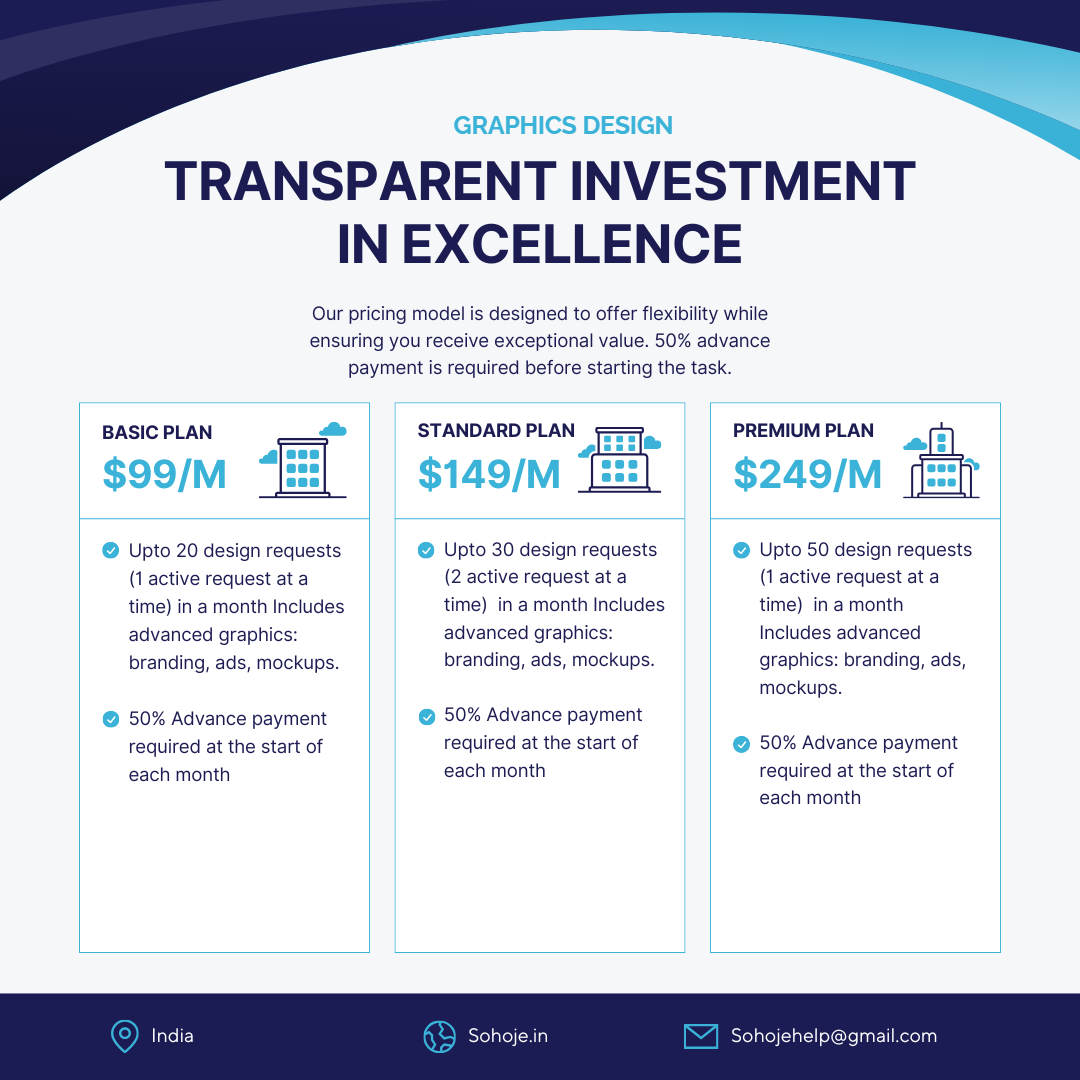 GRAPHICS DESIGN
TRANSPARENT INVESTMENT
IN EXCELLENCE
Our pricing model is designed to offer flexibility while
ensuring you receive exceptional value. 50% advance
payment is required before starting the task.
BASIC PLAN
$99/M
Upto 20 design requests
(1 active request at a
time) in a month Includes
advanced graphics:
branding, ads, mockups.
50% Advance payment
required at the start of
each month
STANDARD PLAN
$149/M
Upto 30 design requests
(2 active request at a
time)  in a month Includes
advanced graphics:
branding, ads, mockups.
50% Advance payment
required at the start of
each month
PREMIUM PLAN
$249/M
Upto 50 design requests
(1 active request at a
time)  in a month
Includes advanced
graphics: branding, ads,
mockups.
50% Advance payment
required at the start of
each month
India
Sohoje.in
Sohojehelp@gmail.com